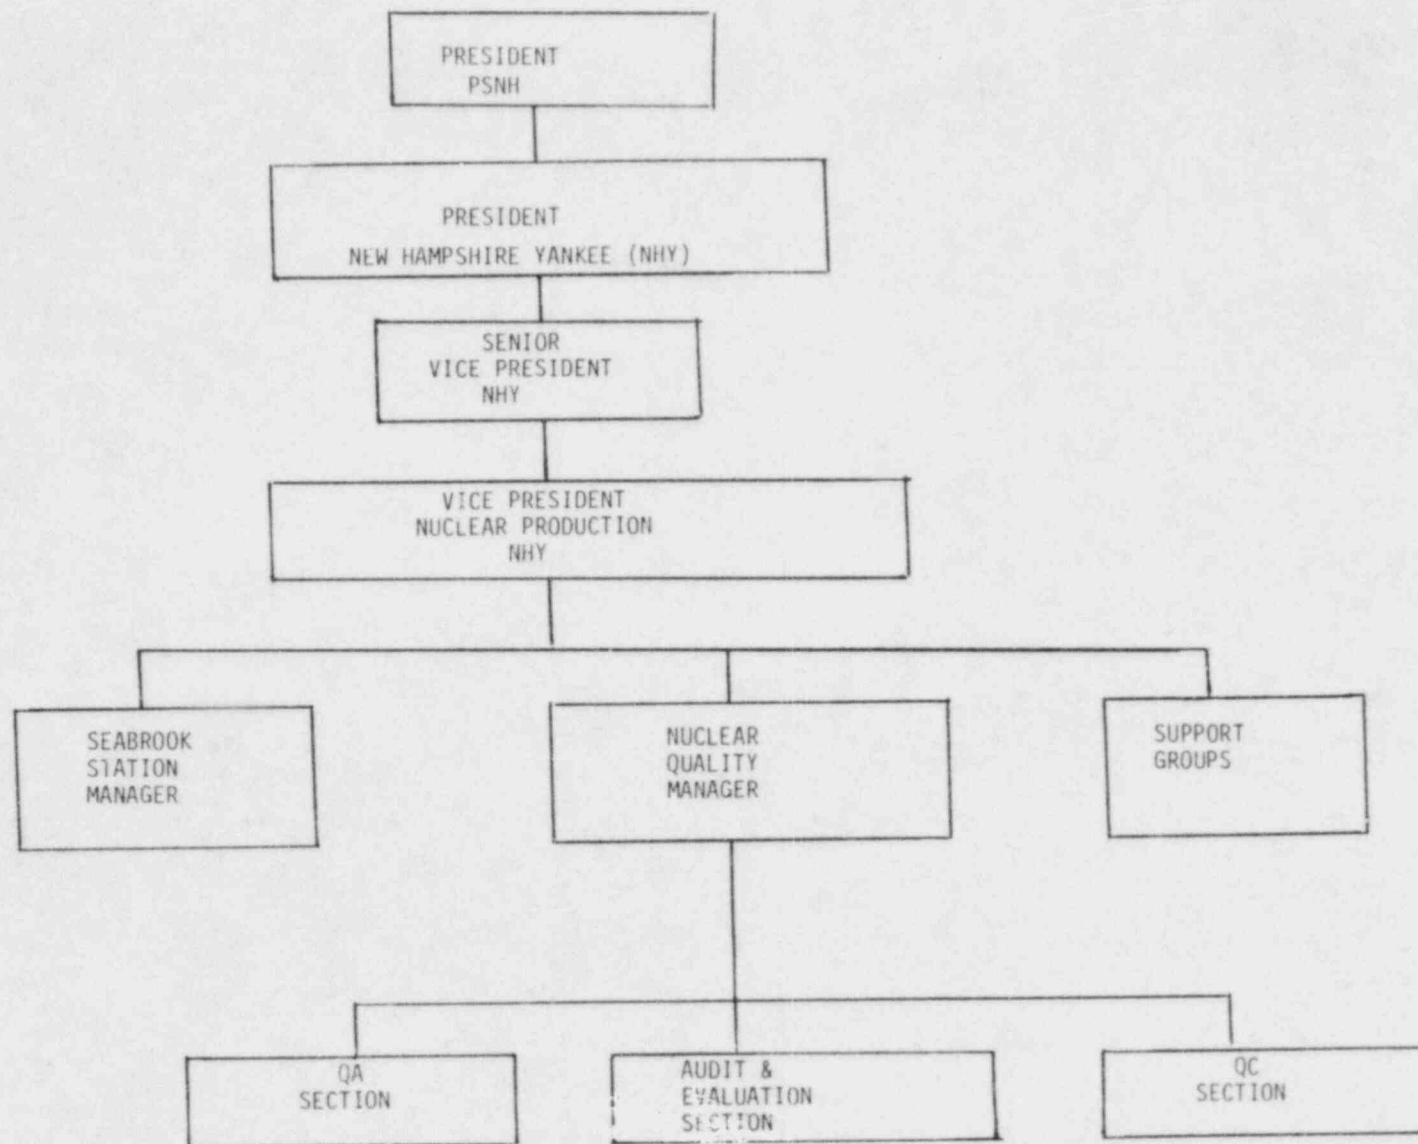 PRESIDENT
PSNH
PRESIDENT
NEW HAMPSHIRE YANKEE (NHY)
SENIOR
VICE PRESIDENT
NHY
VICE PRESIDENT
NUCLEAR PRODUCTION
NHY
SEABROOK
STATION
MANAGER
NUCLEAR
QUALITY
MANAGER
SUPPORT
GROUPS
QA
SECTION
AUDIT &
EVALUATION
SECTION
QC
SECTION